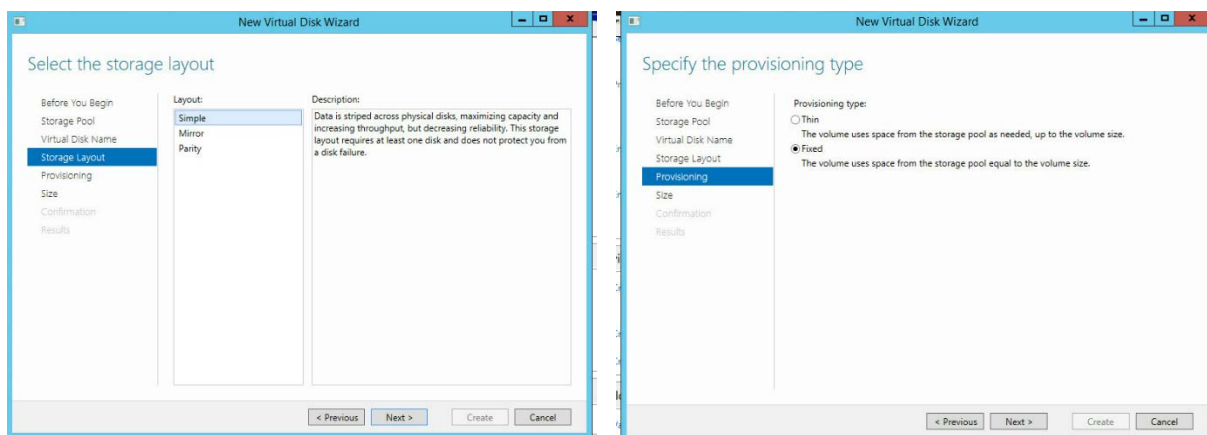 New Virtual Disk Wizard
Select the storage layout
Before You Begin
Storage Pool
Virtual Disk Name
Storage Layout
Provisioning
Size
Confirmation
Results
Layout:
Simple
Mirror
Parity
Description:
Data is striped across physical disks, maximizing capacity and
increasing throughput, but decreasing reliability. This storage
layout requires at least one disk and does not protect you from
a disk failure.
< Previous
Next >
Create
Cancel
New Virtual Disk Wizard
Specify the provisioning type
Before You Begin
Storage Pool
Virtual Disk Name
Storage Layout
Provisioning
Size
Confirmation
Results
Provisioning type:
Thin
The volume uses space from the storage pool as needed, up to the volume size.
Fixed
The volume uses space from the storage pool equal to the volume size.
< Previous
Next >
Create
Cancel